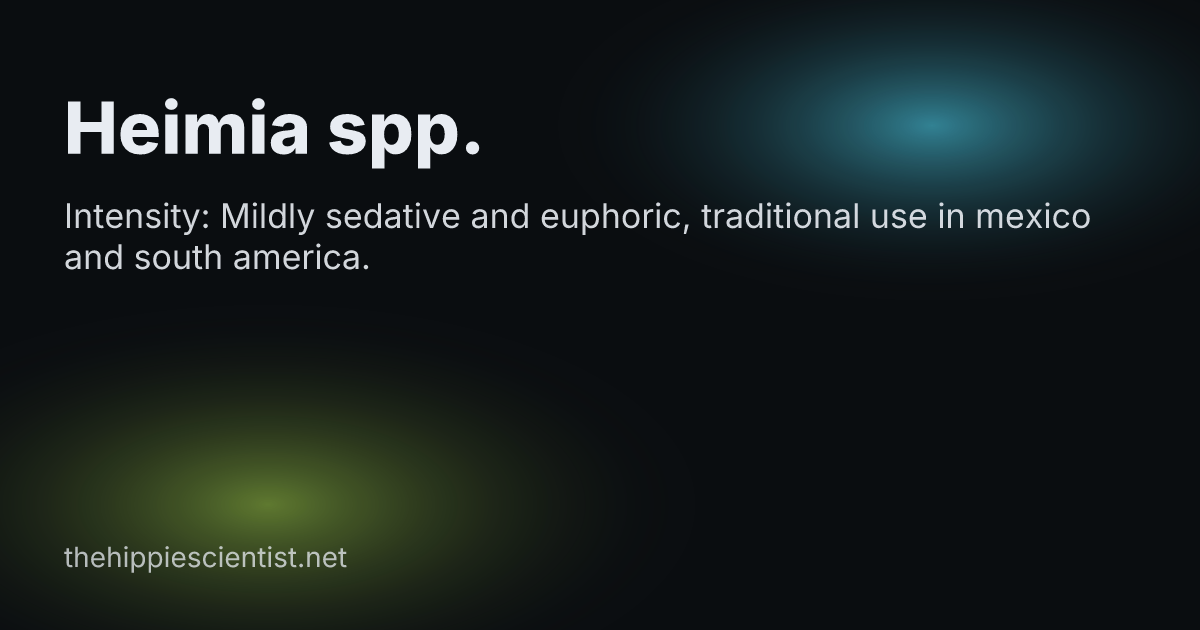 Heimia spp.
Intensity: Mildly sedative and euphoric, traditional use in mexico
and south america.
thehippiescientist.net